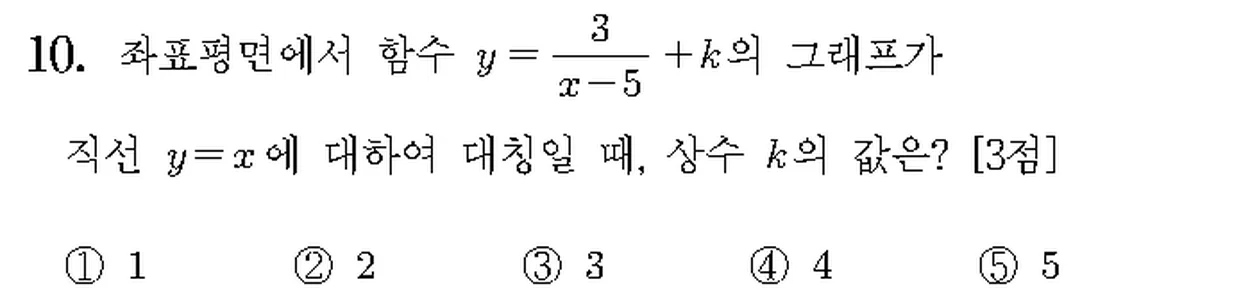 10. 좌표평면에서 함수 y = 3/(x-5) + k의 그래프가
직선 y=x에 대하여 대칭일 때, 상수 k의 값은? [3점]
① 1 ② 2 ③ 3 ④ 4 ⑤ 5